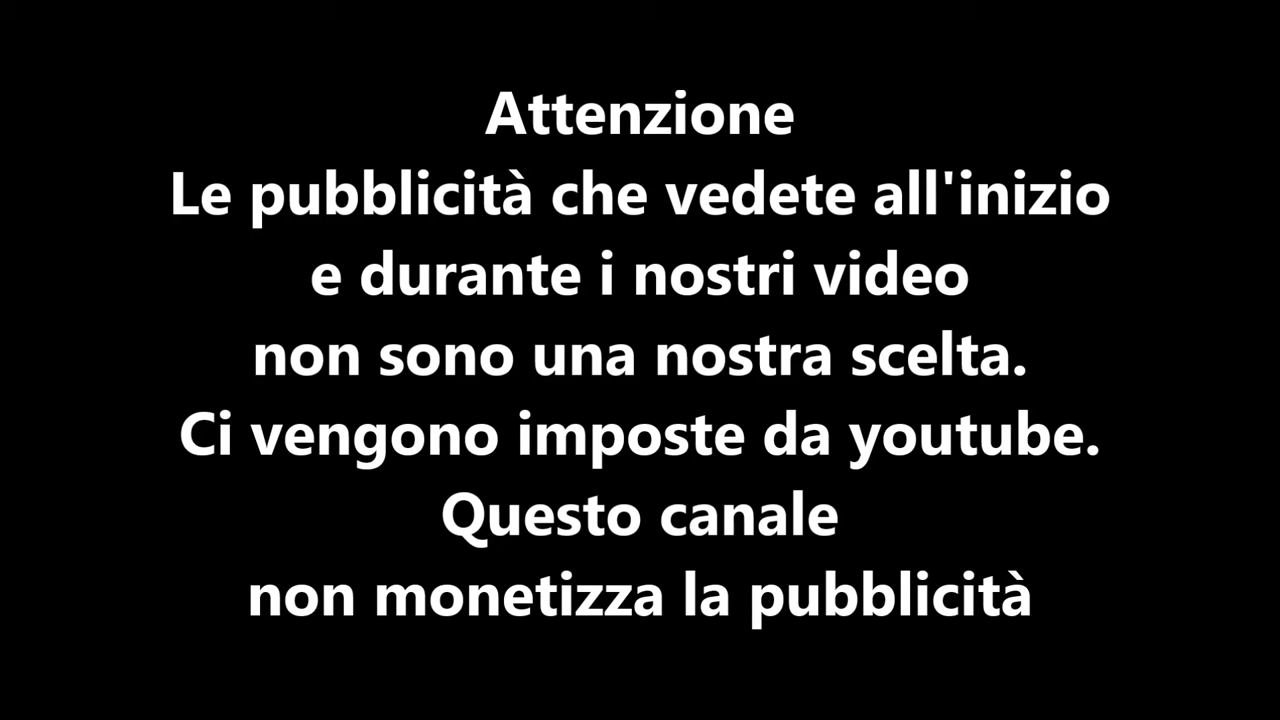 Attenzione
Le pubblicità che vedete all'inizio
e durante i nostri video
non sono una nostra scelta.
Ci vengono imposte da youtube.
Questo canale
non monetizza la pubblicità